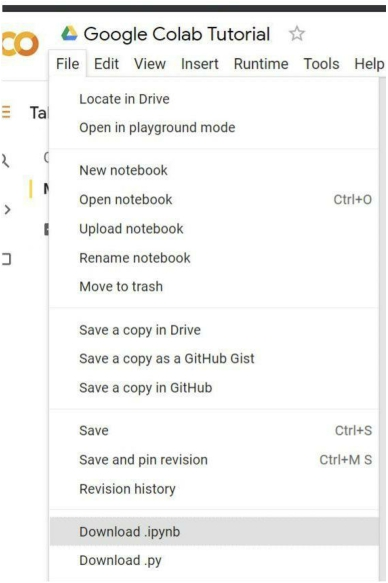 CO
Google Colab Tutorial
File Edit View Insert Runtime Tools Help
Ta
Locate in Drive
Open in playground mode
New notebook
Open notebook Ctrl+O
Upload notebook
Rename notebook
Move to trash
Save a copy in Drive
Save a copy as a GitHub Gist
Save a copy in GitHub
Save Ctrl+S
Save and pin revision Ctrl+M S
Revision history
Download .ipynb
Download .py